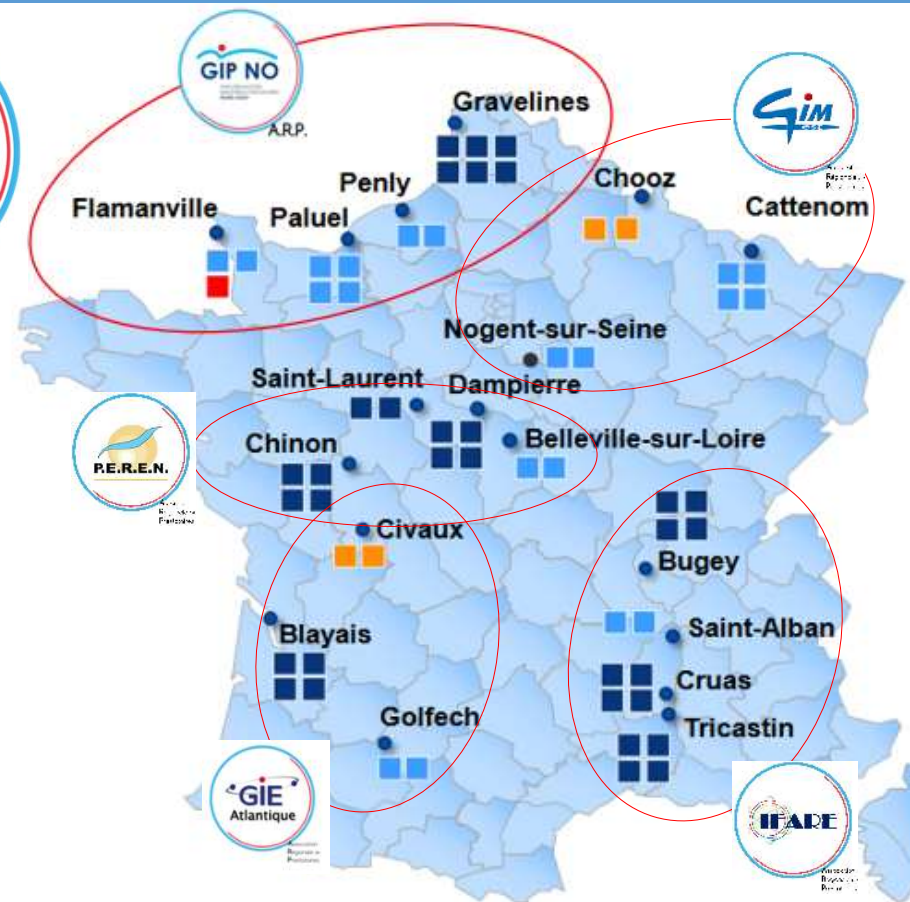 GIP NO
A.R.P.
Gravelines
GIM
est
Chooz
Penly
Cattenom
Flamanville
Paluel
Nogent-sur-Seine
Saint-Laurent
Dampierre
P.E.R.E.N.
Chinon
Belleville-sur-Loire
Civaux
Bugey
Blayais
Saint-Alban
Cruas
Golfech
Tricastin
GIE
Atlantique
IFARE